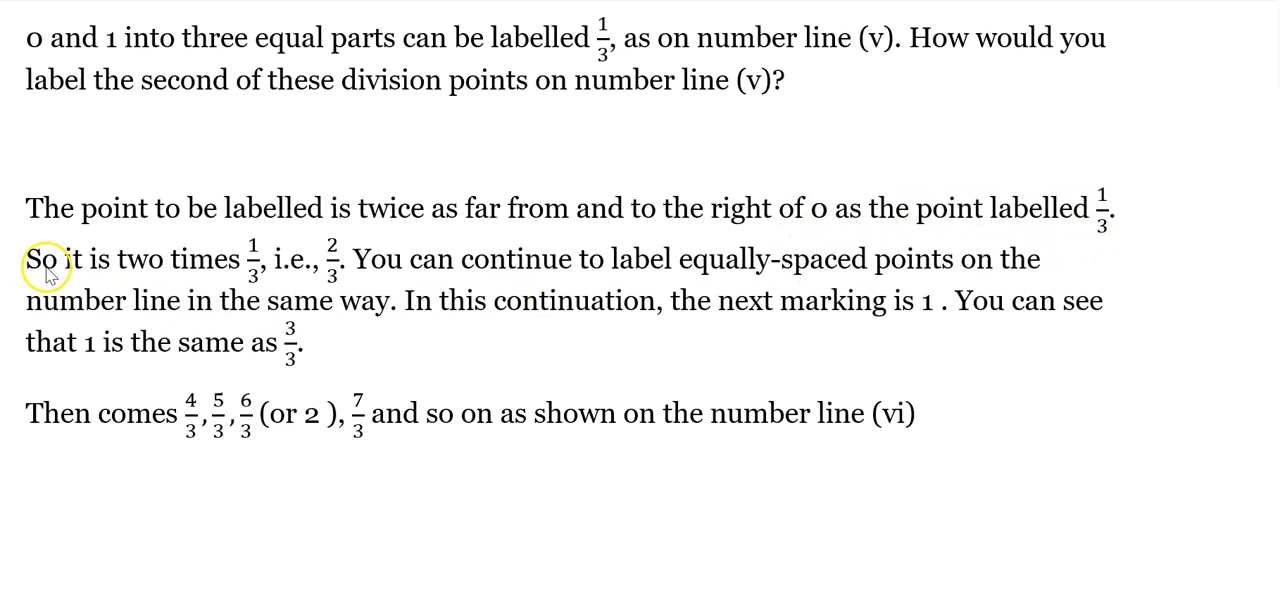 0 and 1 into three equal parts can be labelled 1/3, as on number line (v). How would you
label the second of these division points on number line (v)?
The point to be labelled is twice as far from and to the right of 0 as the point labelled 1/3.
So it is two times 1/3, i.e., 2/3. You can continue to label equally-spaced points on the
number line in the same way. In this continuation, the next marking is 1 . You can see
that 1 is the same as 3/3.
Then comes 4/3, 5/3, 6/3 (or 2 ), 7/3 and so on as shown on the number line (vi)